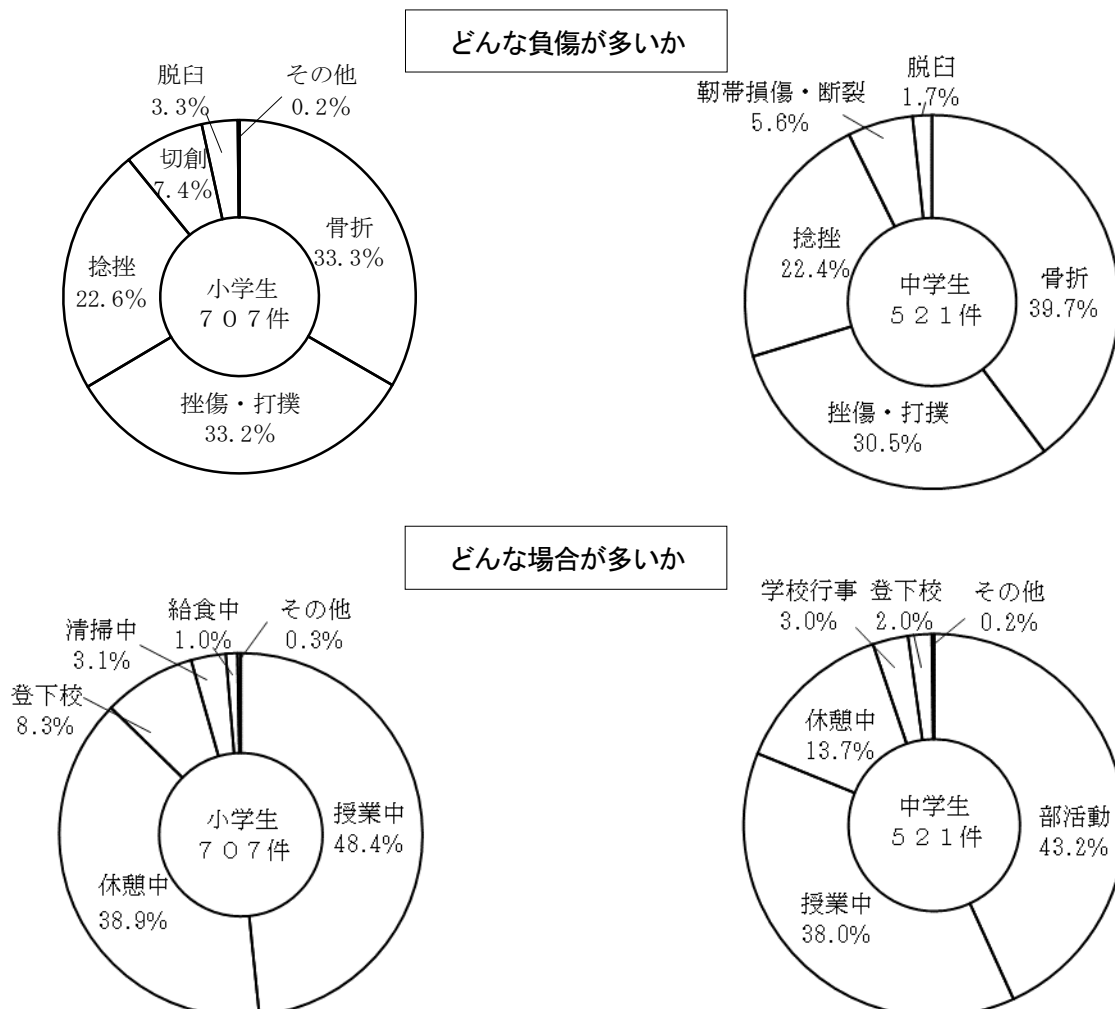 どんな負傷が多いか
脱臼
3.3%
その他
0.2%
切創
7.4%
骨折
33.3%
捻挫
22.6%
小学生
707件
挫傷・打撲
33.2%
靭帯損傷・断裂
5.6%
脱臼
1.7%
捻挫
22.4%
骨折
39.7%
中学生
521件
挫傷・打撲
30.5%
どんな場合が多いか
給食中
1.0%
その他
0.3%
清掃中
3.1%
登下校
8.3%
授業中
48.4%
小学生
707件
休憩中
38.9%
学校行事
3.0%
登下校
2.0%
その他
0.2%
休憩中
13.7%
部活動
43.2%
中学生
521件
授業中
38.0%